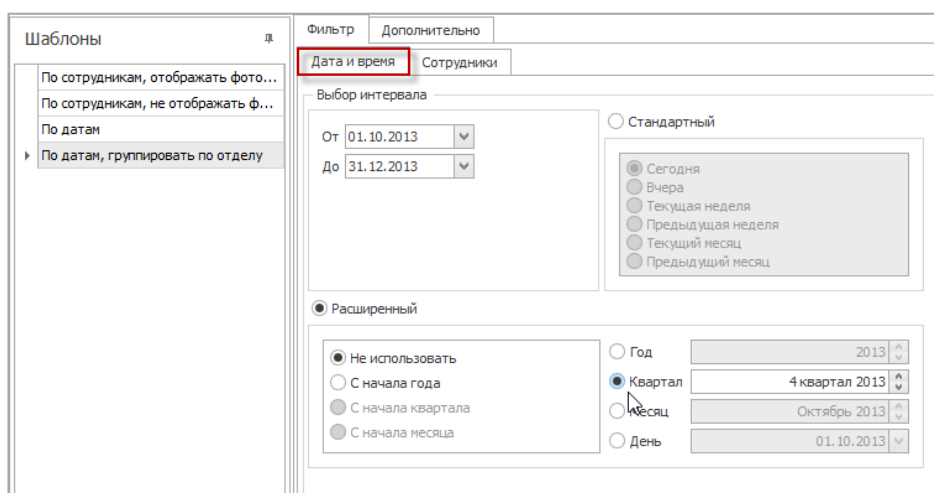 Шаблоны
По сотрудникам, отображать фото...
По сотрудникам, не отображать ф...
По датам
По датам, группировать по отделу
Фильтр Дополнительно
Дата и время Сотрудники
Выбор интервала
От 01.10.2013
До 31.12.2013
Стандартный
Сегодня
Вчера
Текущая неделя
Предыдущая неделя
Текущий месяц
Предыдущий месяц
Расширенный
Не использовать
С начала года
С начала квартала
С начала месяца
Год 2013
Квартал 4 квартал 2013
Месяц Октябрь 2013
День 01.10.2013